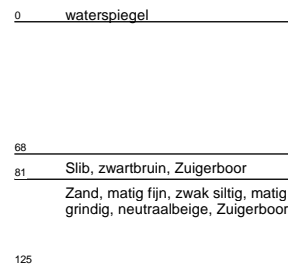 0 waterspiegel
68
81 Slib, zwartbruin, Zuigerboor
Zand, matig fijn, zwak siltig, matig
grindig, neutraalbeige, Zuigerboor
125